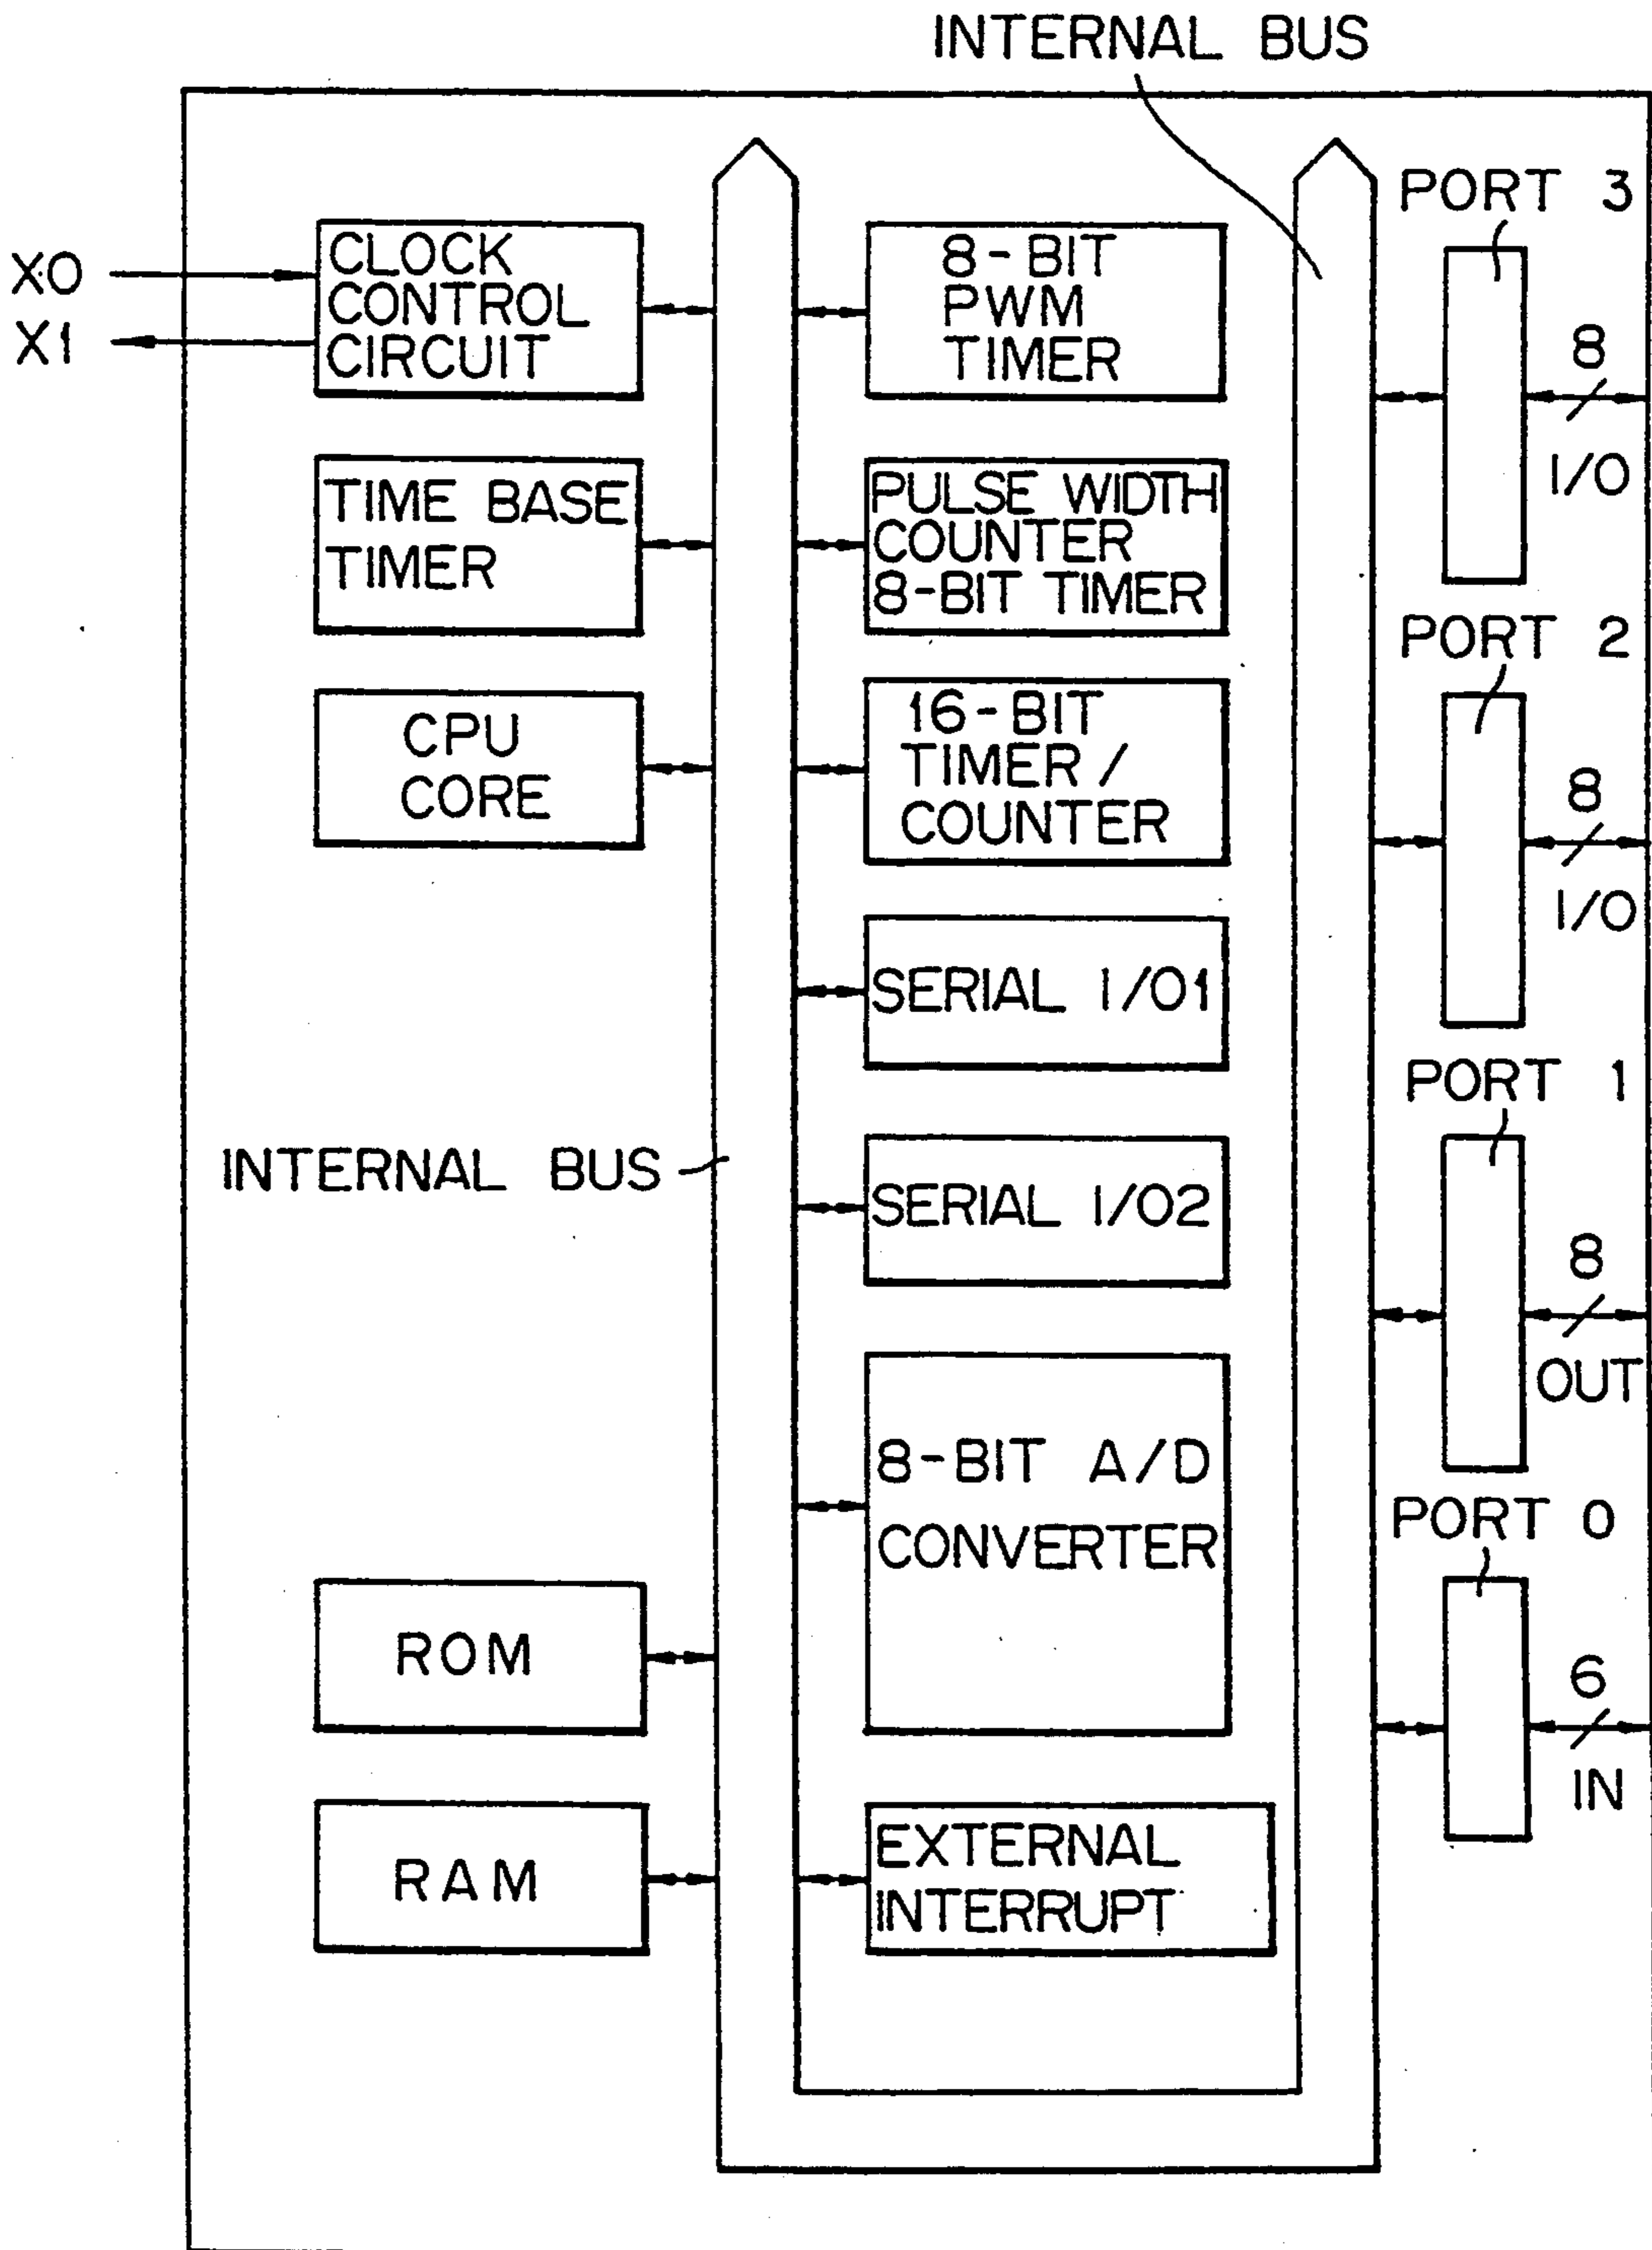 INTERNAL BUS
X0
X1
CLOCK
CONTROL
CIRCUIT
8-BIT
PWM
TIMER
PORT 3
8
I/O
TIME BASE
TIMER
PULSE WIDTH
COUNTER
8-BIT TIMER
PORT 2
8
I/O
CPU
CORE
16-BIT
TIMER /
COUNTER
SERIAL I/O1
PORT 1
8
OUT
INTERNAL BUS
SERIAL I/O2
8-BIT A/D
CONVERTER
PORT 0
6
IN
ROM
RAM
EXTERNAL
INTERRUPT